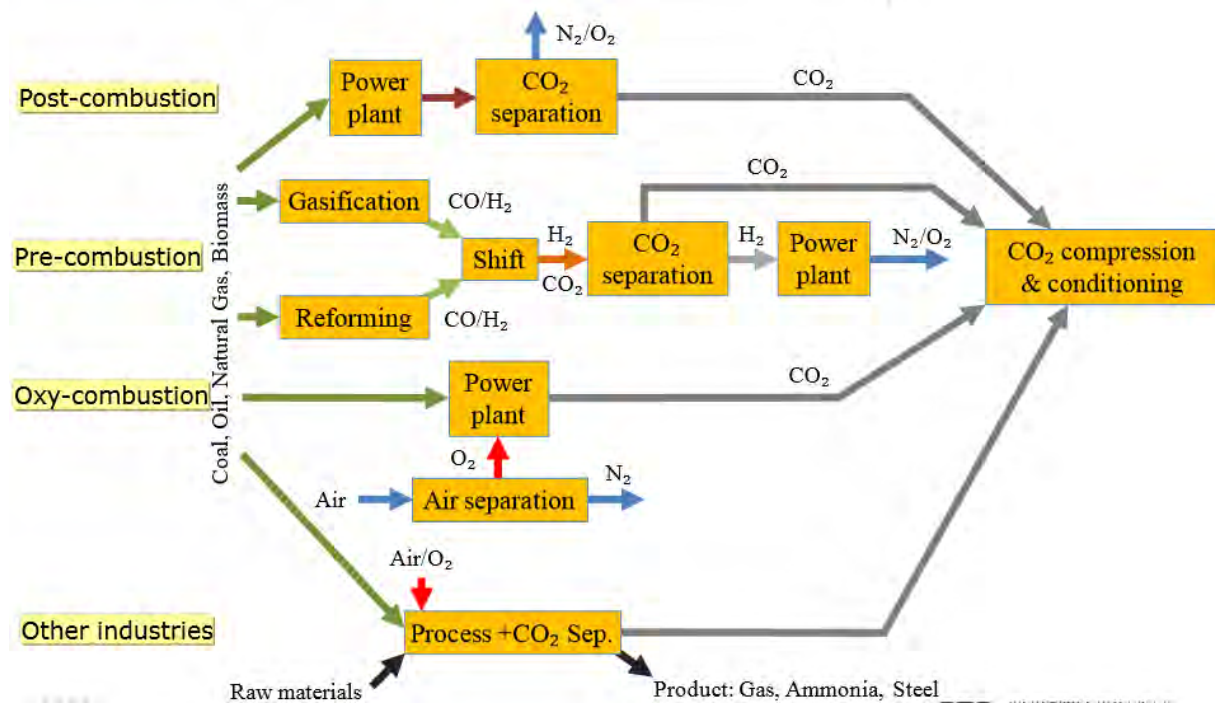 N₂/O₂
Post-combustion
Power
plant
CO₂
separation
CO₂
Coal, Oil, Natural Gas, Biomass
Gasification
CO/H₂
CO₂
Pre-combustion
Shift
H₂
CO₂
CO₂
separation
H₂
Power
plant
N₂/O₂
CO₂ compression
& conditioning
Reforming
CO/H₂
Oxy-combustion
Power
plant
CO₂
O₂
Air
Air separation
N₂
Air/O₂
Other industries
Process +CO₂ Sep.
Raw materials
Product: Gas, Ammonia, Steel